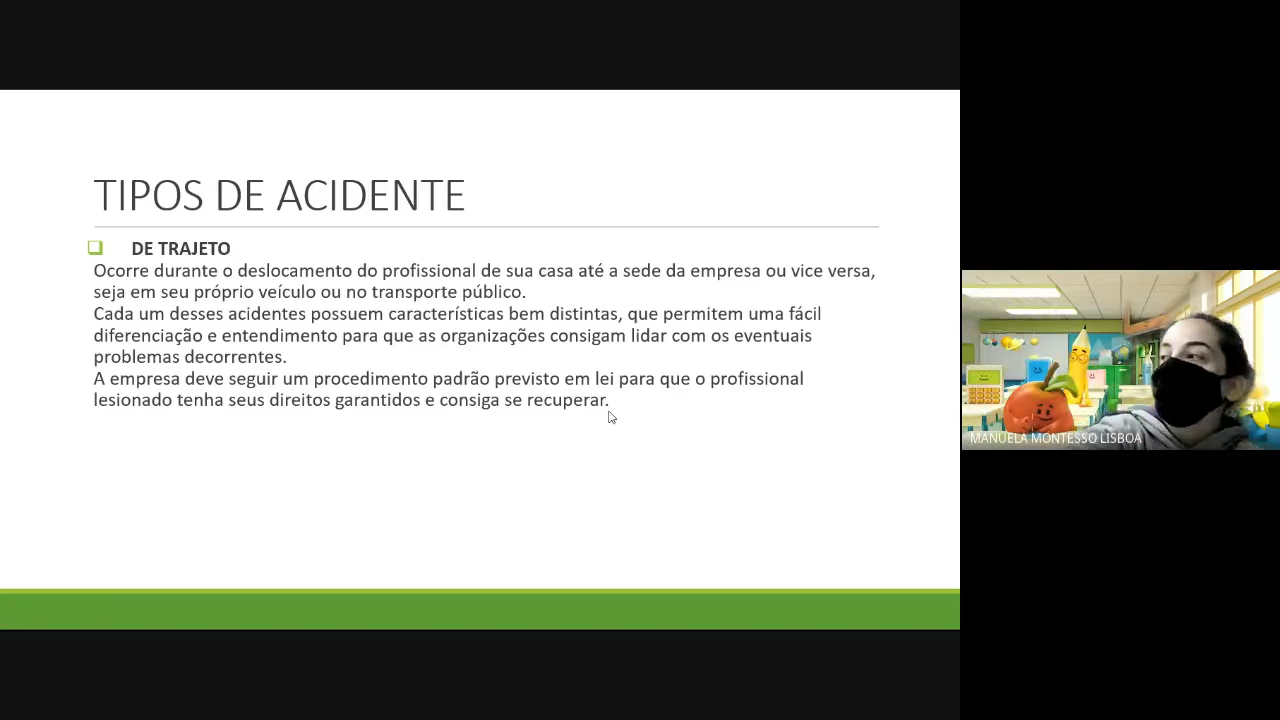 TIPOS DE ACIDENTE
DE TRAJETO
Ocorre durante o deslocamento do profissional de sua casa até a sede da empresa ou vice versa,
seja em seu próprio veículo ou no transporte público.
Cada um desses acidentes possuem características bem distintas, que permitem uma fácil
diferenciação e entendimento para que as organizações consigam lidar com os eventuais
problemas decorrentes.
A empresa deve seguir um procedimento padrão previsto em lei para que o profissional
lesionado tenha seus direitos garantidos e consiga se recuperar.
MANUELA MONTESSO LISBOA